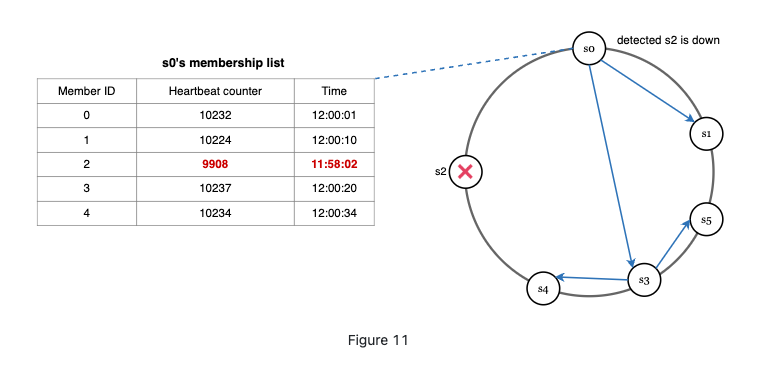 s0's membership list
Member ID Heartbeat counter Time
0 10232 12:00:01
1 10224 12:00:10
2 9908 11:58:02
3 10237 12:00:20
4 10234 12:00:34
detected s2 is down
s0
s1
s2
s5
s3
s4
Figure 11